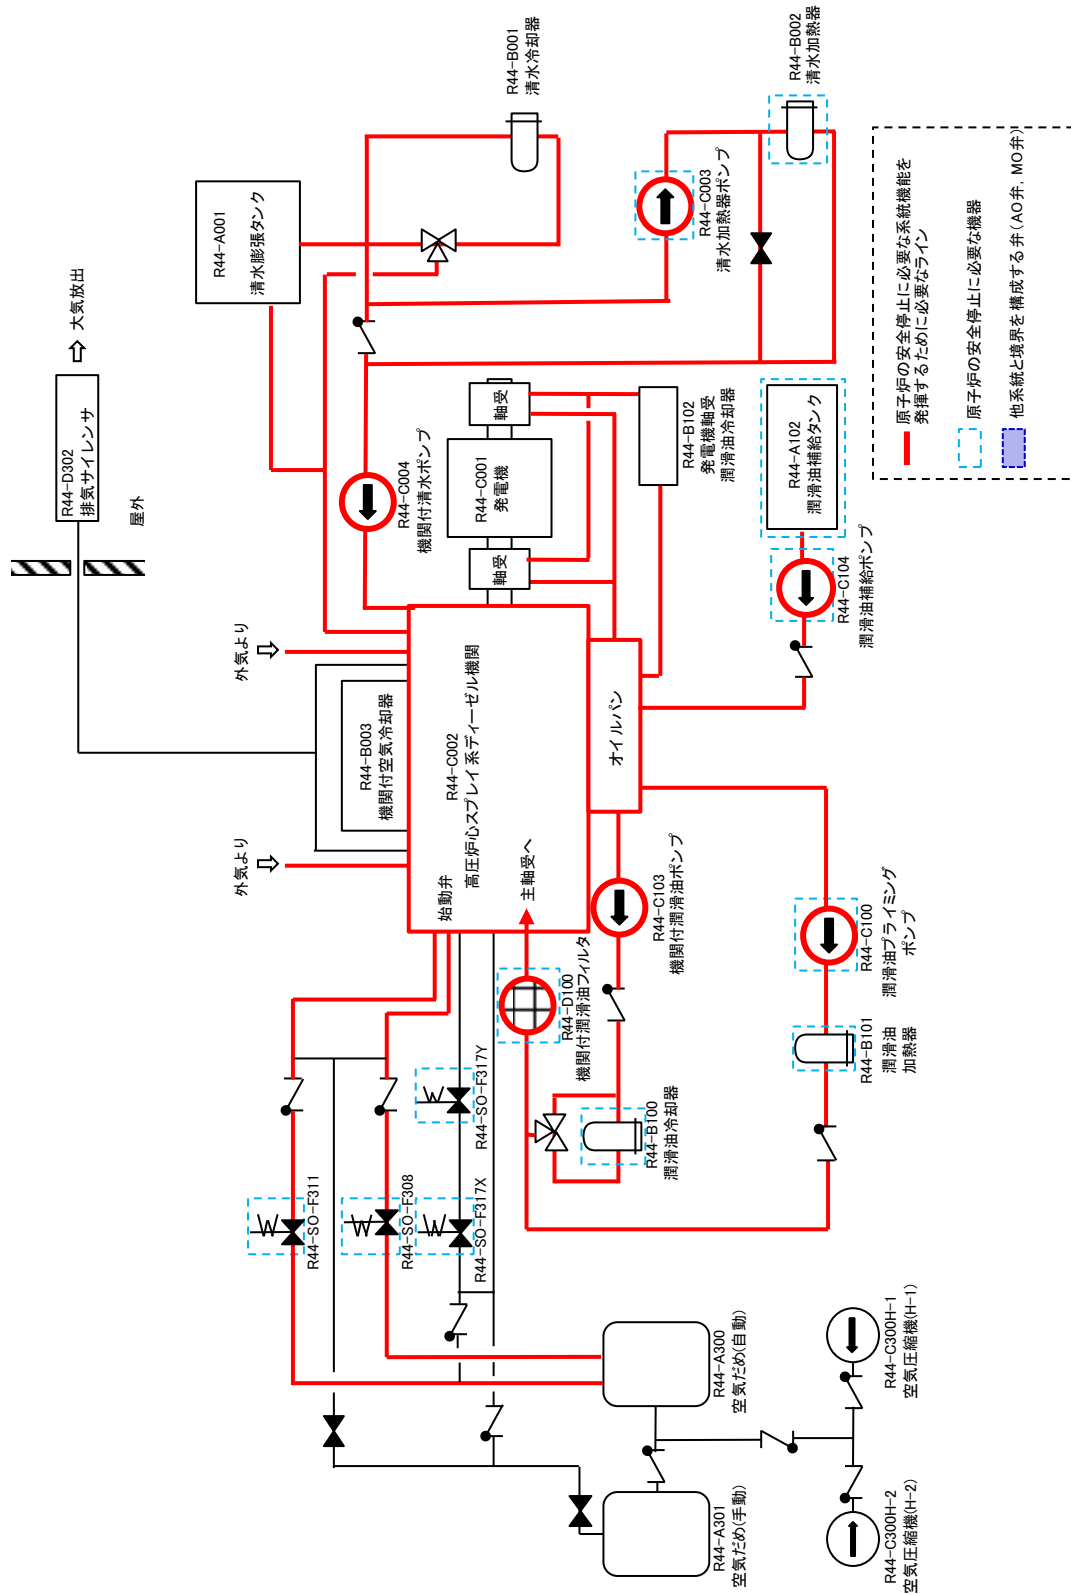 R44-D302
排気サイレンサ
大気放出
屋外
R44-A001
清水膨張タンク
R44-B001
清水冷却器
R44-B002
清水加熱器
R44-C003
清水加熱器ポンプ
R44-C004
機関付清水ポンプ
軸受
R44-C001
発電機
軸受
R44-B102
発電機軸受
潤滑油冷却器
R44-A102
潤滑油補給タンク
R44-C104
潤滑油補給ポンプ
外気より
R44-B003
機関付空気冷却器
外気より
R44-C002
高圧炉心スプレイ系ディーゼル機関
始動弁
主軸受へ
オイルパン
R44-C103
機関付潤滑油ポンプ
R44-D100
機関付潤滑油フィルタ
R44-B100
潤滑油冷却器
R44-C100
潤滑油プライミング
ポンプ
R44-B101
潤滑油
加熱器
R44-SO-F311
R44-SO-F308
R44-SO-F317X
R44-SO-F317Y
R44-A300
空気だめ(自動)
R44-A301
空気だめ(手動)
R44-C300H-1
空気圧縮機(H-1)
R44-C300H-2
空気圧縮機(H-2)
原子炉の安全停止に必要な系統機能を
発揮するために必要なライン
原子炉の安全停止に必要な機器
他系統と境界を構成する弁(AO弁, MO弁)